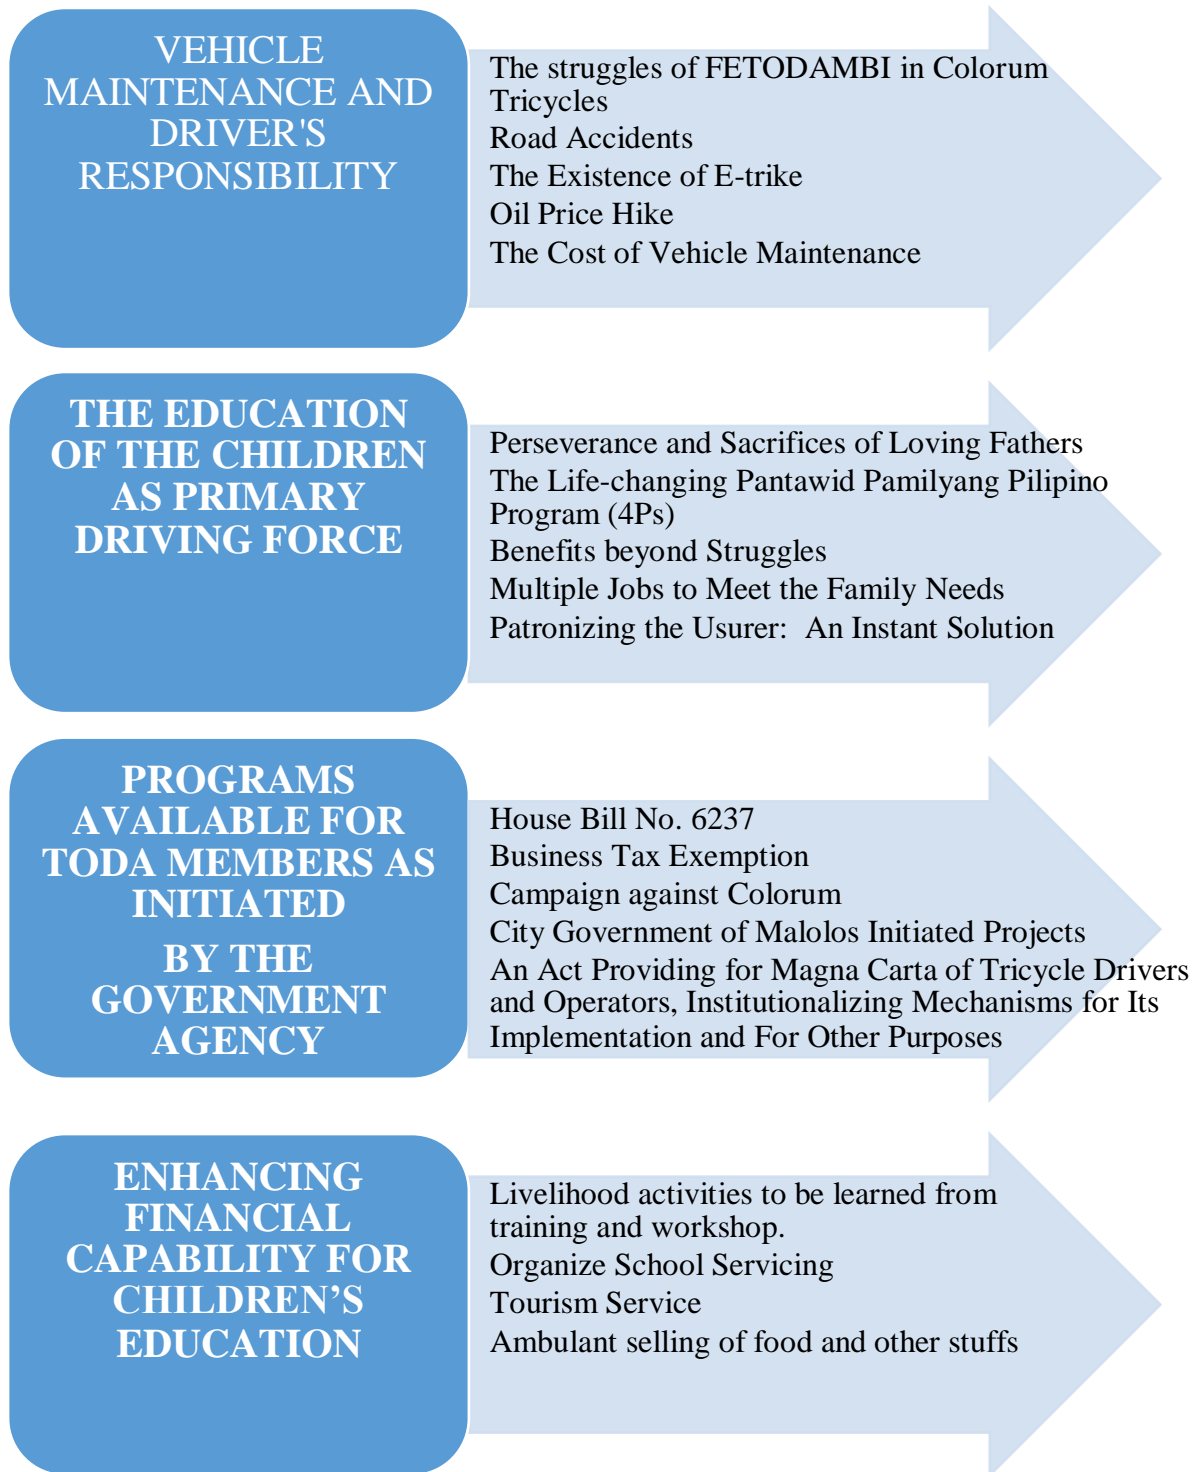 VEHICLE
MAINTENANCE AND
DRIVER'S
RESPONSIBILITY
The struggles of FETODAMBI in Colorum
Tricycles
Road Accidents
The Existence of E-trike
Oil Price Hike
The Cost of Vehicle Maintenance
THE EDUCATION
OF THE CHILDREN
AS PRIMARY
DRIVING FORCE
Perseverance and Sacrifices of Loving Fathers
The Life-changing Pantawid Pamilyang Pilipino
Program (4Ps)
Benefits beyond Struggles
Multiple Jobs to Meet the Family Needs
Patronizing the Usurer:  An Instant Solution
PROGRAMS
AVAILABLE FOR
TODA MEMBERS AS
INITIATED
BY THE
GOVERNMENT
AGENCY
House Bill No. 6237
Business Tax Exemption
Campaign against Colorum
City Government of Malolos Initiated Projects
An Act Providing for Magna Carta of Tricycle Drivers
and Operators, Institutionalizing Mechanisms for Its
Implementation and For Other Purposes
ENHANCING
FINANCIAL
CAPABILITY FOR
CHILDREN’S
EDUCATION
Livelihood activities to be learned from
training and workshop.
Organize School Servicing
Tourism Service
Ambulant selling of food and other stuffs